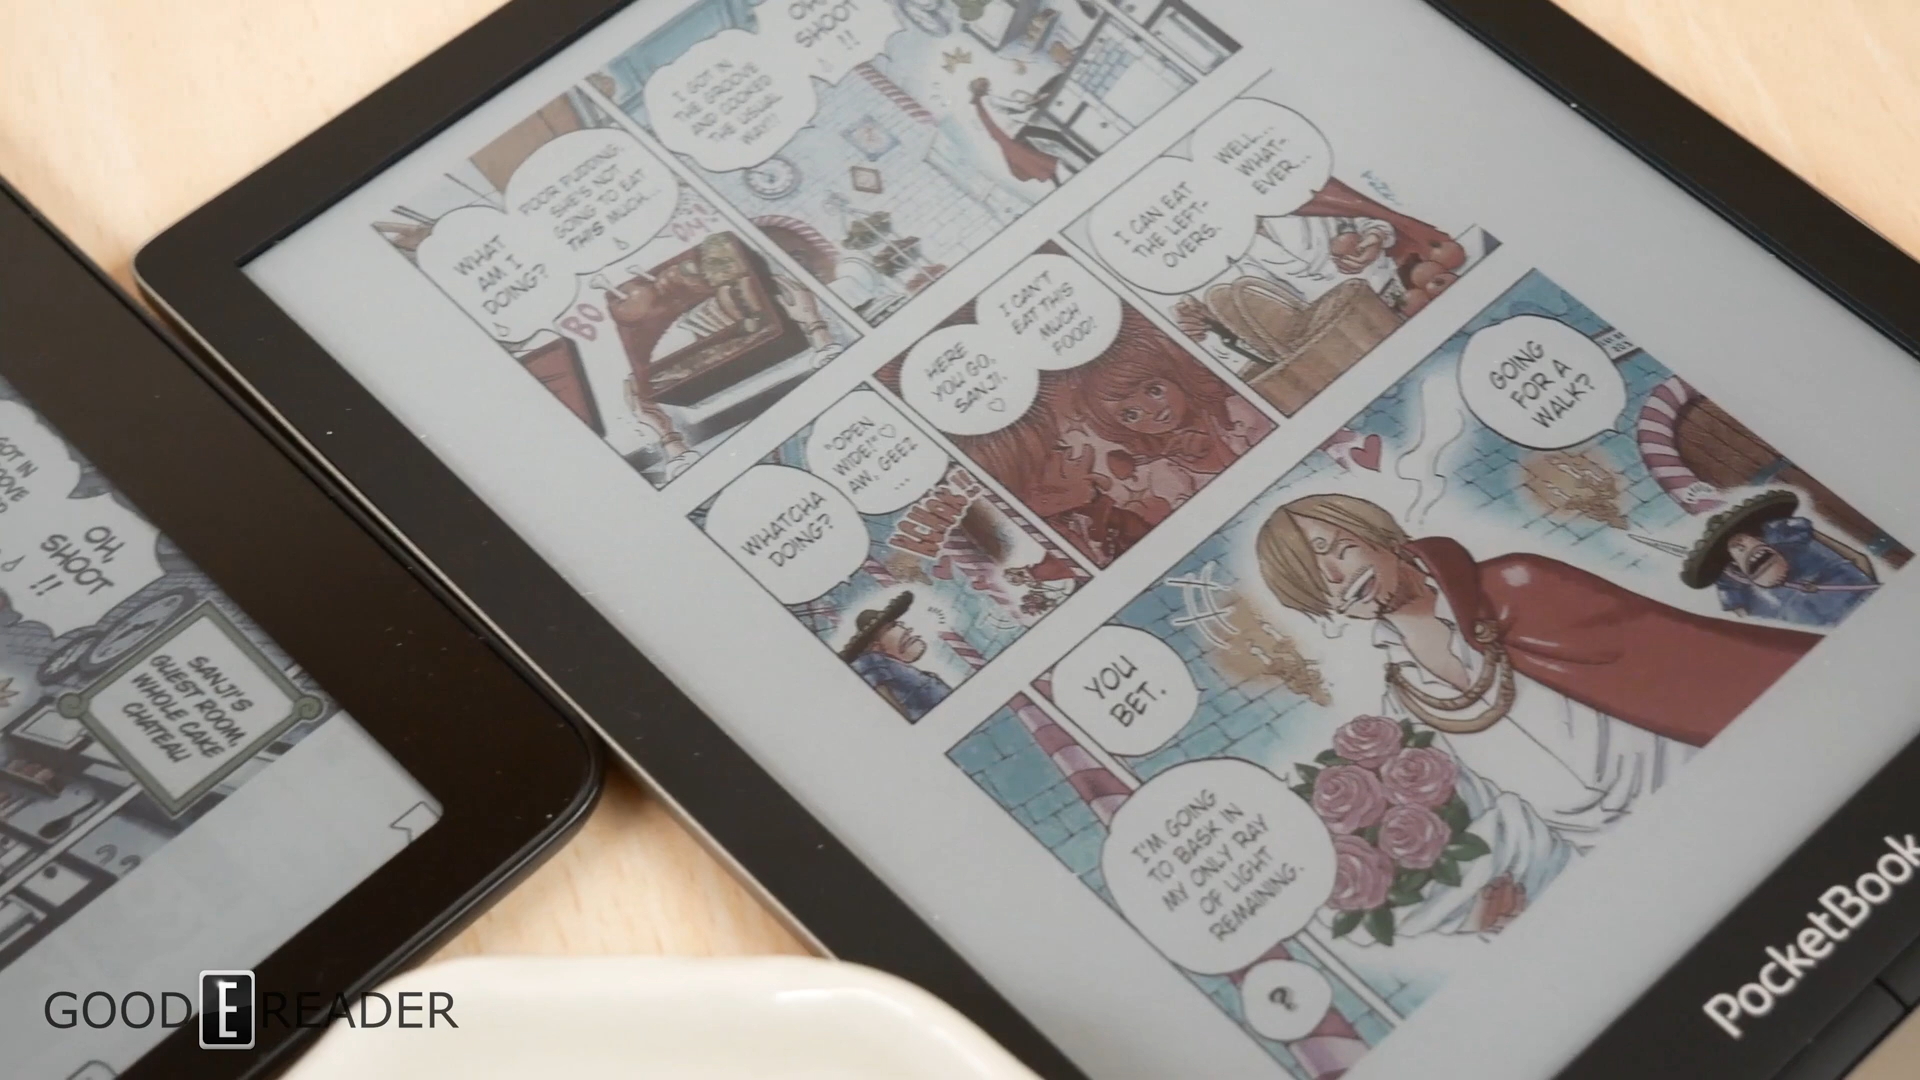 OH,
SHOOT
!!
I GOT IN
THE GROOVE
AND COOKED
THE USUAL
WAY!!
POOR PUDDING,
SHE'S NOT
GOING TO EAT
THIS MUCH...
WHAT
AM I
DOING?
WELL...
WHAT-
EVER...
I CAN EAT
THE LEFT-
OVERS.
I CAN'T
EAT THIS
MUCH
FOOD!
HERE
YOU GO,
SANJI.
♡
"OPEN
WIDE!"♡
AW, GEEZ
...
WHATCHA
DOING?
GOING
FOR A
WALK?
YOU
BET.
I'M GOING
TO BASK IN
MY ONLY RAY
OF LIGHT
REMAINING.
?
PocketBook
GOT IN
OH,
SHOOT
!!
SANJI'S
GUEST ROOM,
WHOLE CAKE
CHATEAU
GOOD E READER